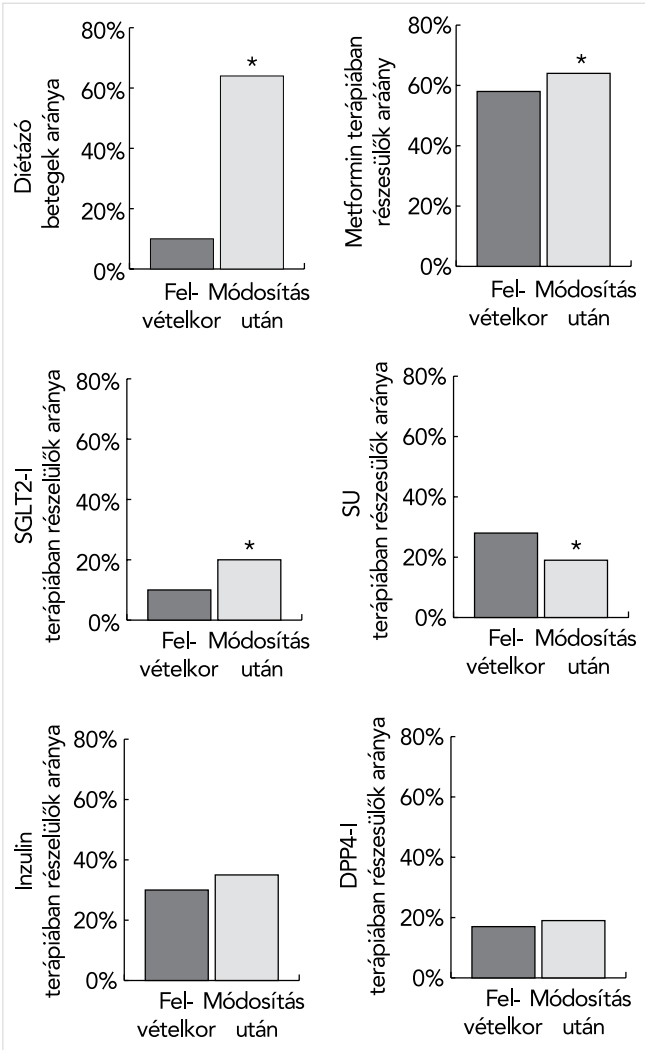 Diétázó
betegek aránya
80%
60%
40%
20%
0%
*
Fel- Módosítás
vételkor után
Metformin terápiában
részesülők aráány
80%
60%
40%
20%
0%
*
Fel- Módosítás
vételkor után
SGLT2-I
terápiában részelülők aránya
80%
60%
40%
20%
0%
*
Fel- Módosítás
vételkor után
SU
terápiában részesülők aránya
80%
60%
40%
20%
0%
*
Fel- Módosítás
vételkor után
Inzulin
terápiában részelülők aránya
80%
60%
40%
20%
0%
Fel- Módosítás
vételkor után
DPP4-I
terápiában részesülők aránya
80%
60%
40%
20%
0%
Fel- Módosítás
vételkor után